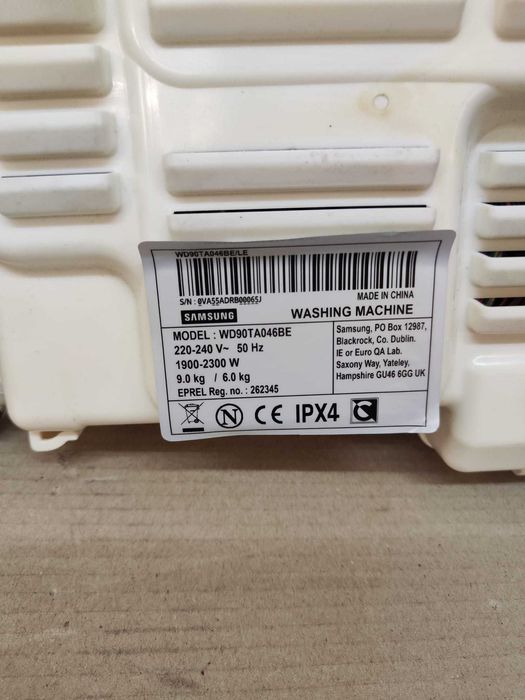 WD90TA046BE/LE
S/N : 0VA55ADRB00065J
MADE IN CHINA
SAMSUNG
WASHING MACHINE
MODEL : WD90TA046BE
220-240 V~ 50 Hz
1900-2300 W
9.0 kg / 6.0 kg
EPREL Reg. no. : 262345
Samsung, PO Box 12987,
Blackrock, Co. Dublin.
IE or Euro QA Lab.
Saxony Way, Yateley,
Hampshire GU46 6GG UK
N CE IPX4